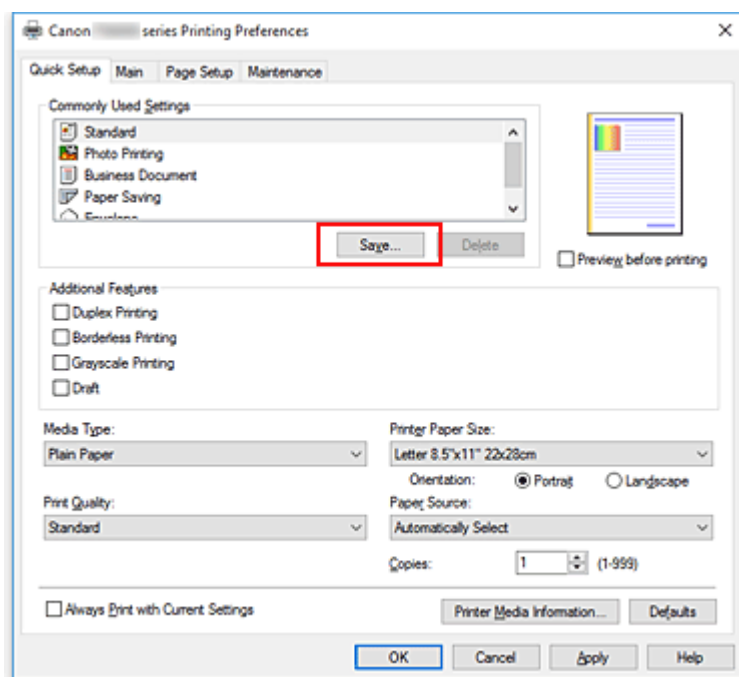 Canon series Printing Preferences
Quick Setup Main Page Setup Maintenance
Commonly Used Settings
Standard
Photo Printing
Business Document
Paper Saving
Envelope
Save... Delete
Preview before printing
Additional Features
Duplex Printing
Borderless Printing
Grayscale Printing
Draft
Media Type: Printer Paper Size:
Plain Paper Letter 8.5"x11" 22x28cm
Orientation: Portrait Landscape
Print Quality: Paper Source:
Standard Automatically Select
Copies: 1 (1-999)
Always Print with Current Settings Printer Media Information... Defaults
OK Cancel Apply Help